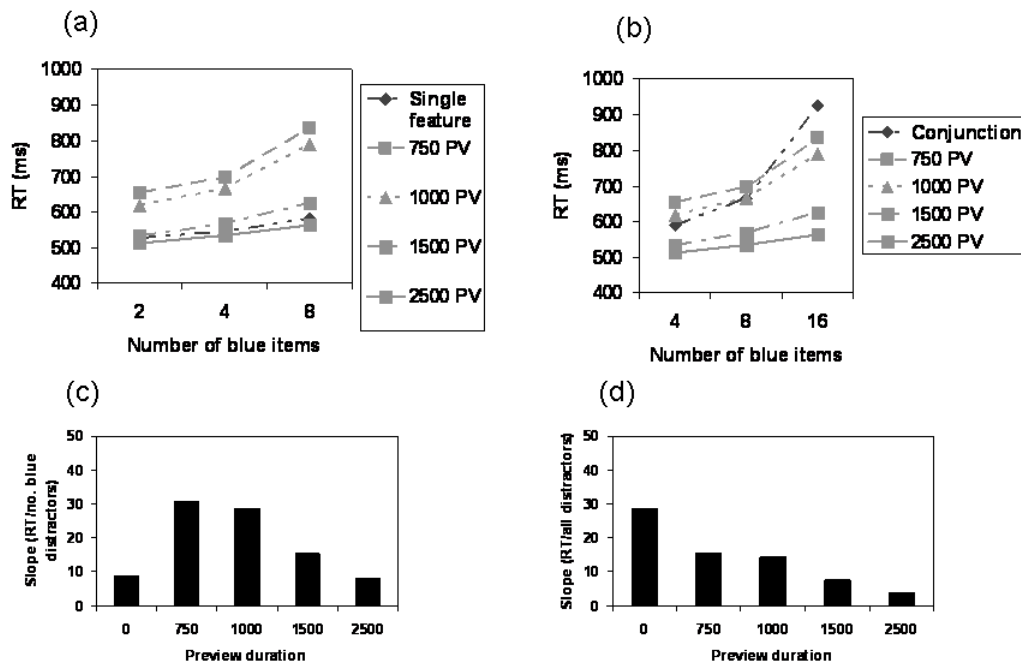 (a)
1000
900
800
700
600
500
400
RT (ms)
2 4 8
Number of blue items
Single
feature
750 PV
1000 PV
1500 PV
2500 PV
(b)
1000
900
800
700
600
500
400
RT (ms)
4 8 16
Number of blue items
Conjunction
750 PV
1000 PV
1500 PV
2500 PV
(c)
50
40
30
20
10
0
Slope (RT/no. blue
distractors)
0 750 1000 1500 2500
Preview duration
(d)
50
40
30
20
10
0
Slope (RT/all distractors)
0 750 1000 1500 2500
Preview duration